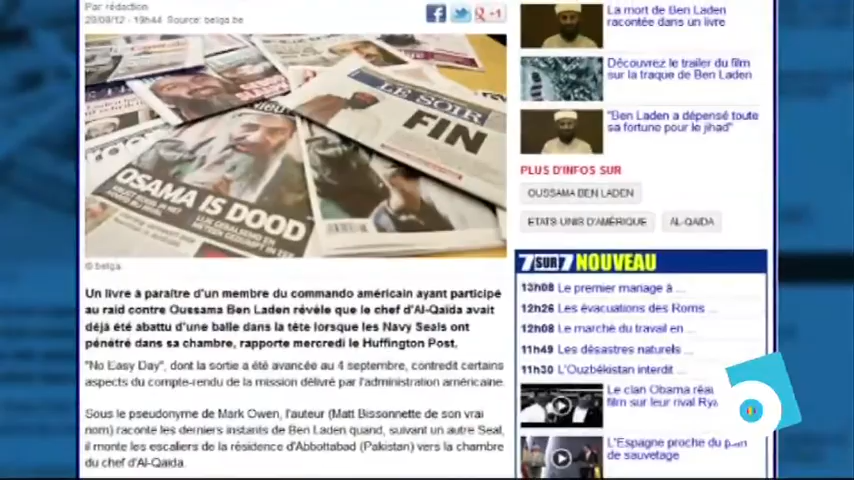 Par rédaction
29/08/12 - 19h44 Source: belga.be
+1
LE SOIR
FIN
OSAMA IS DOOD
© belga
Un livre à paraître d'un membre du commando américain ayant participé
au raid contre Oussama Ben Laden révèle que le chef d'Al-Qaïda avait
déjà été abattu d'une balle dans la tête lorsque les Navy Seals ont
pénétré dans sa chambre, rapporte mercredi le Huffington Post.
"No Easy Day", dont la sortie a été avancée au 4 septembre, contredit certains
aspects du compte-rendu de la mission délivré par l'administration américaine.
Sous le pseudonyme de Mark Owen, l'auteur (Matt Bissonnette de son vrai
nom) raconte les derniers instants de Ben Laden quand, suivant un autre Seal,
il monte les escaliers de la résidence d'Abbottabad (Pakistan) vers la chambre
du chef d'Al-Qaida.
La mort de Ben Laden
racontée dans un livre
Découvrez le trailer du film
sur la traque de Ben Laden
"Ben Laden a dépensé toute
sa fortune pour le jihad"
PLUS D'INFOS SUR
OUSSAMA BEN LADEN
ETATS-UNIS D'AMÉRIQUE
AL-QAIDA
7SUR7 NOUVEAU
13h08 Le premier manage à ...
12h26 Les évacuations des Roms ...
12h08 Le marché du travail en ...
11h49 Les désastres naturels ...
11h30 L'Ouzbékistan interdit ...
Le clan Obama
film sur leur rival
L'Espagne proche du plan
de sauvetage